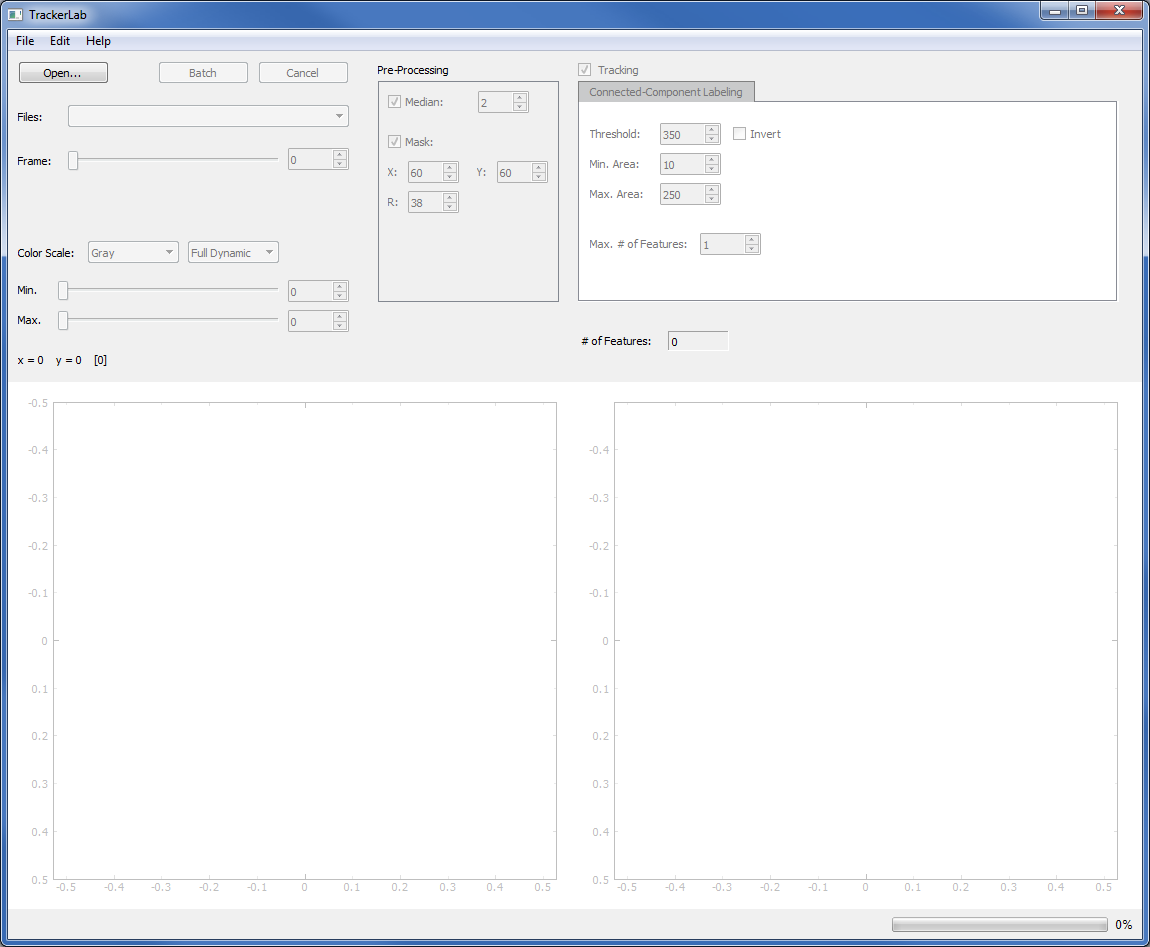 TrackerLab
File Edit Help
Open... Batch Cancel
Files:
Frame: 0
Color Scale: Gray Full Dynamic
Min. 0
Max. 0
x = 0 y = 0 [0]
Pre-Processing
Median: 2
Mask:
X: 60 Y: 60
R: 38
Tracking
Connected-Component Labeling
Threshold: 350 Invert
Min. Area: 10
Max. Area: 250
Max. # of Features: 1
# of Features: 0
-0.5
-0.4
-0.3
-0.2
-0.1
0
0.1
0.2
0.3
0.4
0.5
-0.5 -0.4 -0.3 -0.2 -0.1 0 0.1 0.2 0.3 0.4 0.5
-0.4
-0.3
-0.2
-0.1
0
0.1
0.2
0.3
0.4
0.5
-0.5 -0.4 -0.3 -0.2 -0.1 0 0.1 0.2 0.3 0.4 0.5
0%